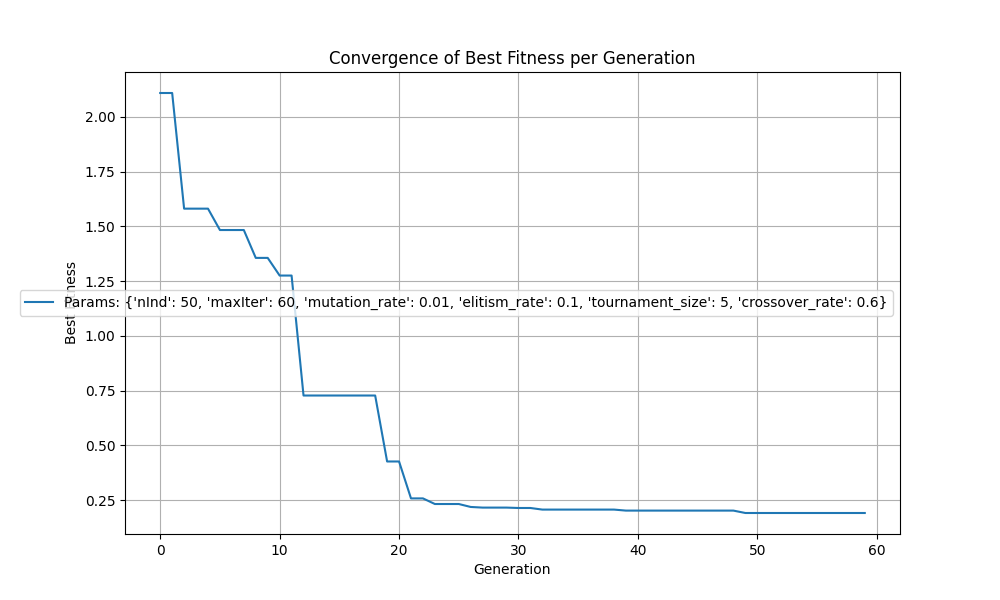 Convergence of Best Fitness per Generation
2.00
1.75
1.50
1.25
1.00
0.75
0.50
0.25
Best ness
Params: {'nInd': 50, 'maxIter': 60, 'mutation_rate': 0.01, 'elitism_rate': 0.1, 'tournament_size': 5, 'crossover_rate': 0.6}
0 10 20 30 40 50 60
Generation